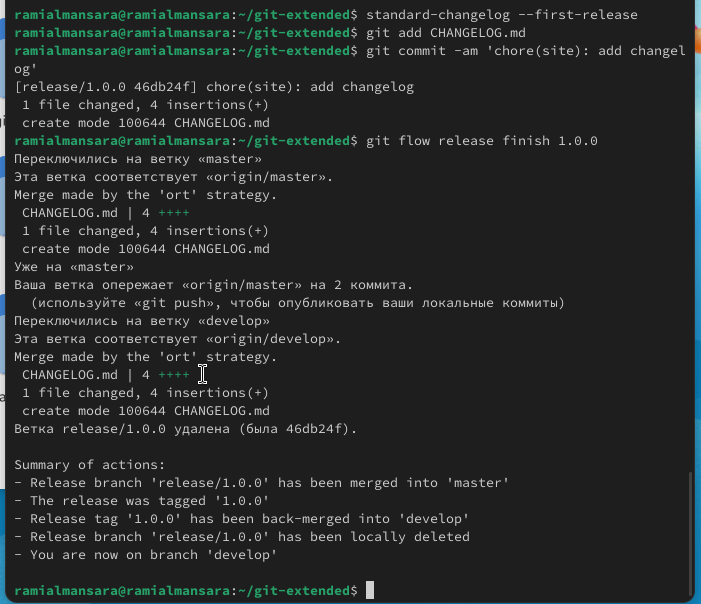 ramialmansara@ramialmansara:~/git-extended$ standard-changelog --first-release
ramialmansara@ramialmansara:~/git-extended$ git add CHANGELOG.md
ramialmansara@ramialmansara:~/git-extended$ git commit -am 'chore(site): add changel
og'
[release/1.0.0 46db24f] chore(site): add changelog
 1 file changed, 4 insertions(+)
 create mode 100644 CHANGELOG.md
ramialmansara@ramialmansara:~/git-extended$ git flow release finish 1.0.0
Переключились на ветку «master»
Эта ветка соответствует «origin/master».
Merge made by the 'ort' strategy.
 CHANGELOG.md | 4 ++++
 1 file changed, 4 insertions(+)
 create mode 100644 CHANGELOG.md
Уже на «master»
Ваша ветка опережает «origin/master» на 2 коммита.
  (используйте «git push», чтобы опубликовать ваши локальные коммиты)
Переключились на ветку «develop»
Эта ветка соответствует «origin/develop».
Merge made by the 'ort' strategy.
 CHANGELOG.md | 4 ++++
 1 file changed, 4 insertions(+)
 create mode 100644 CHANGELOG.md
Ветка release/1.0.0 удалена (была 46db24f).

Summary of actions:
- Release branch 'release/1.0.0' has been merged into 'master'
- The release was tagged '1.0.0'
- Release tag '1.0.0' has been back-merged into 'develop'
- Release branch 'release/1.0.0' has been locally deleted
- You are now on branch 'develop'

ramialmansara@ramialmansara:~/git-extended$